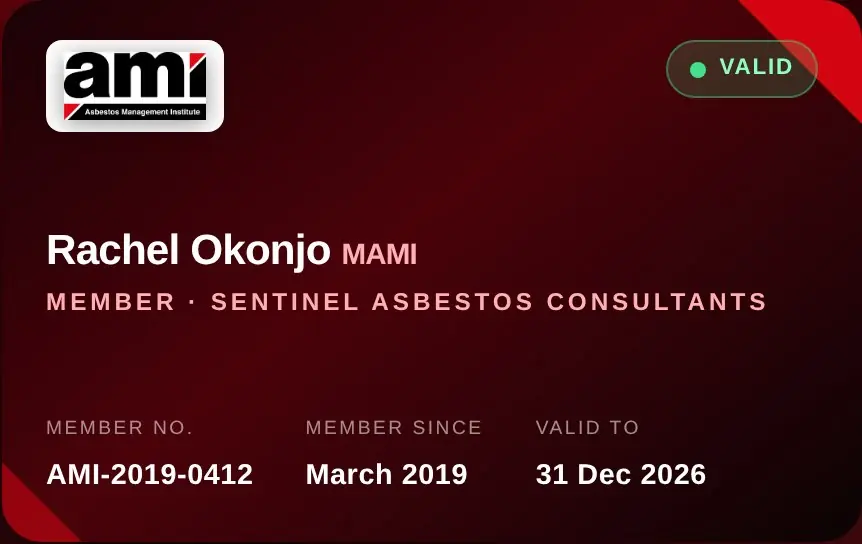 ami
Asbestos Management Institute
VALID
Rachel Okonjo MAMI
MEMBER · SENTINEL ASBESTOS CONSULTANTS
MEMBER NO. MEMBER SINCE VALID TO
AMI-2019-0412 March 2019 31 Dec 2026